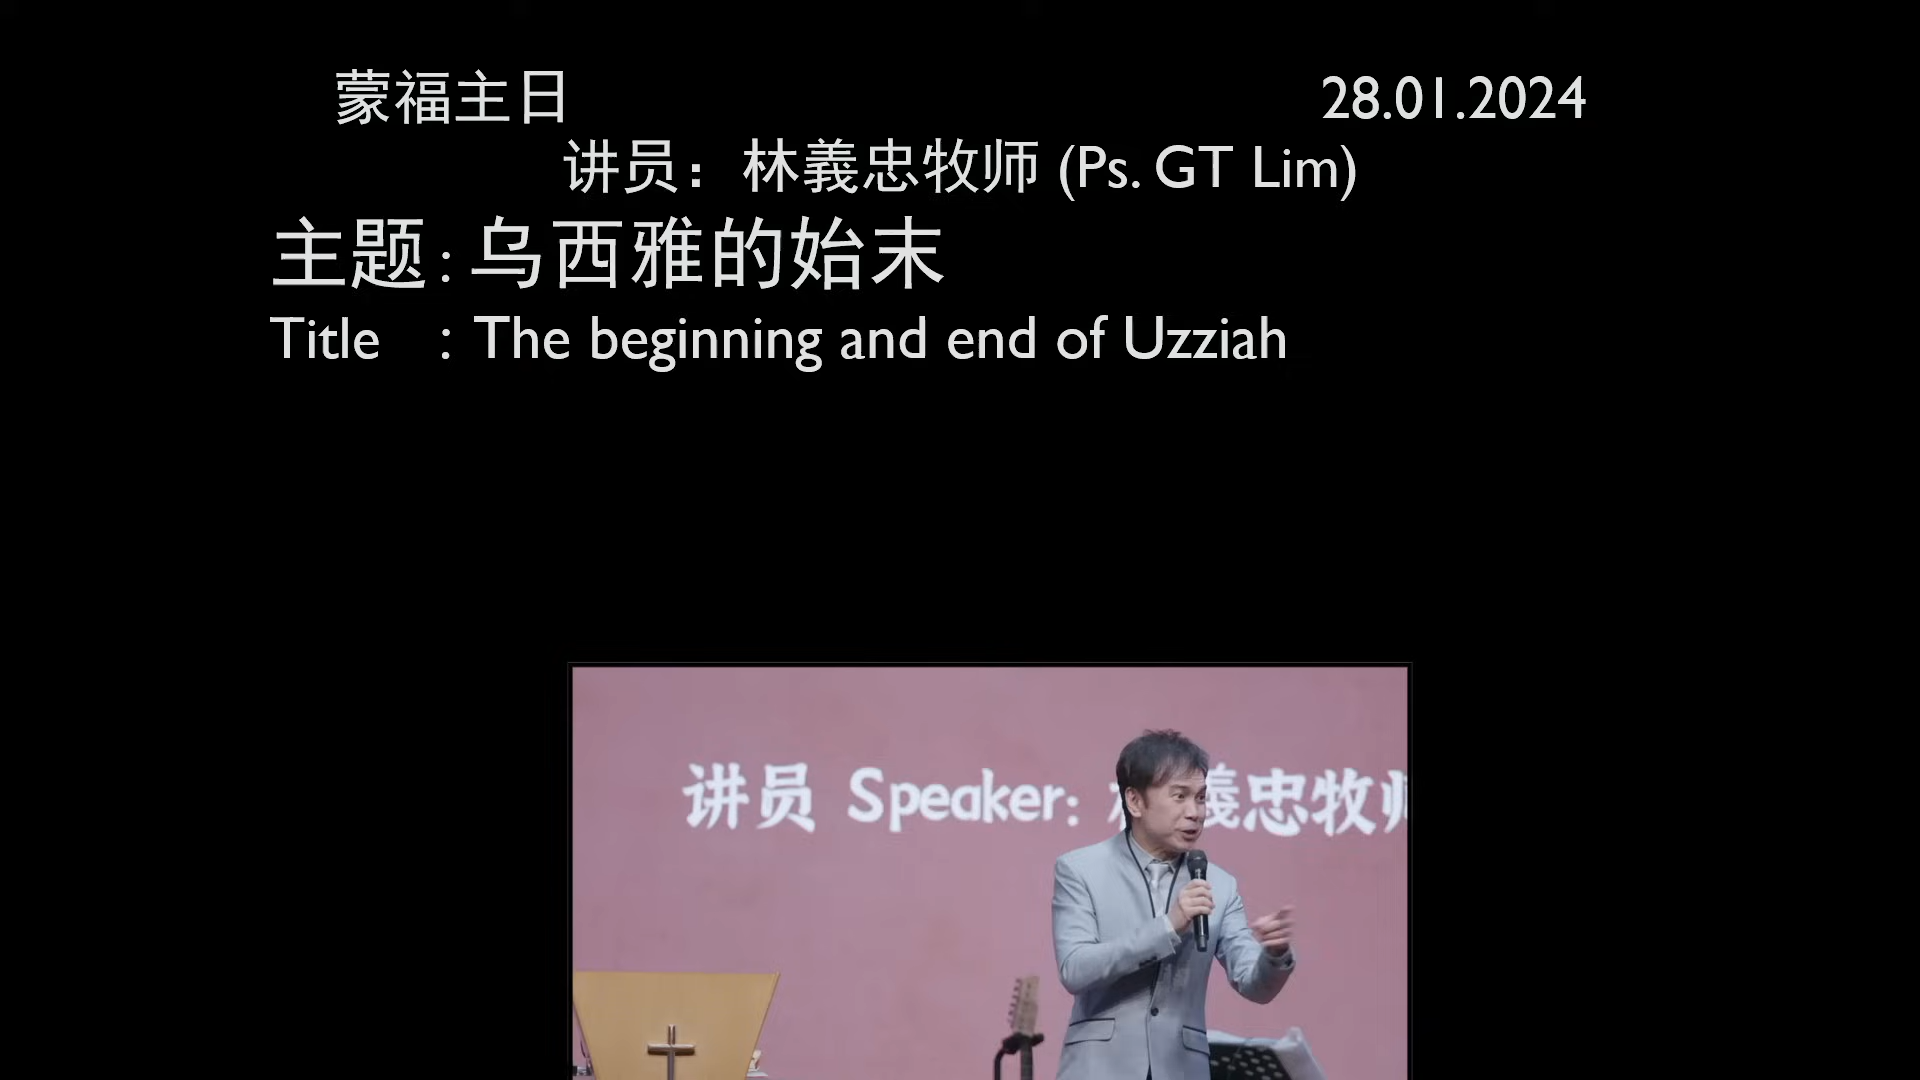 蒙福主日 28.01.2024
讲员：林義忠牧师 (Ps. GT Lim)
主题 : 乌西雅的始末
Title : The beginning and end of Uzziah
讲员 Speaker: 義忠牧师